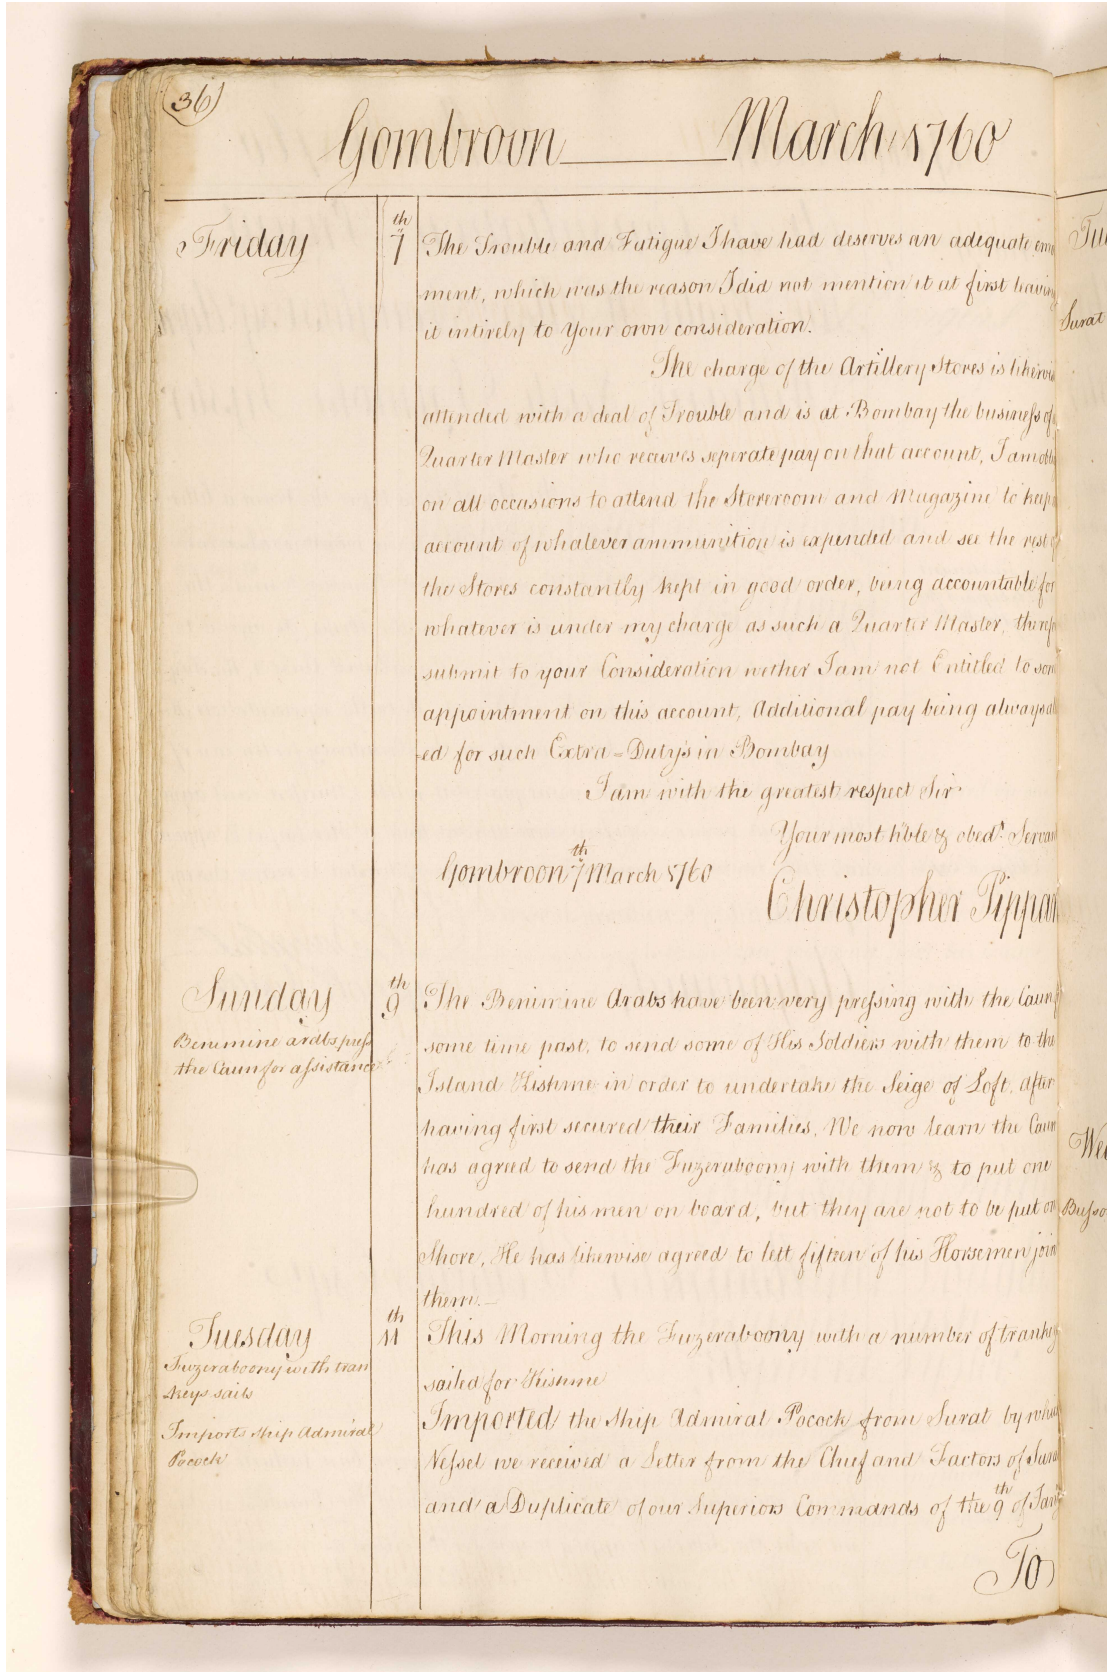 36
Gombroon March 1760
Friday 7th The Trouble and Fatigue I have had deserves an adequate
ment, which was the reason I did not mention it at first leaving
it intirely to Your own consideration.
The charge of the Artillery Stores is likewis
attended with a deal of Trouble and is at Bombay the business of
Quarter Master who receives seperate pay on that account, I am
on all occasions to attend the Storeroom and Magazine to keep
account of whatever ammunition is expended and see the rest of
the Stores constantly kept in good order, being accountable for
whatever is under my charge as such a Quarter Master,
submit to your Consideration wether I am not Entitled to som
appointment on this account, Additional pay being always
ed for such Extra=Duty's in Bombay
I am with the greatest respect Sir
Your most h'ble & obedt. Servan
Gombroon 7th March 1760
Christopher Pippar
Sunday 9th The Benimine Arabs have been very pressing with the Caun
Benemine arabs press
the Caun for assistance
some time past, to send some of His Soldiers with them to the
Island Kishme in order to undertake the Seige of Loft. after
having first secured their Families. We now learn the Caun
has agreed to send the Fuzeraboony with them & to put one
hundred of his men on board, but they are not to be put on
Shore, He has likewise agreed to lett fifteen of his Horsemen join
them.—
Tuesday 11th This Morning the Fuzeraboony with a number of trankeys
Fuzeraboony with tran
keys sails
sailed for Kishme
Imports Ship Admiral
Pocock
Imported the Ship Admiral Pocock from Surat by which
Vessel we received a Letter from the Chief and Factors of Surat
and a Duplicate of our Superiors Commands of the 9th of Jany
To